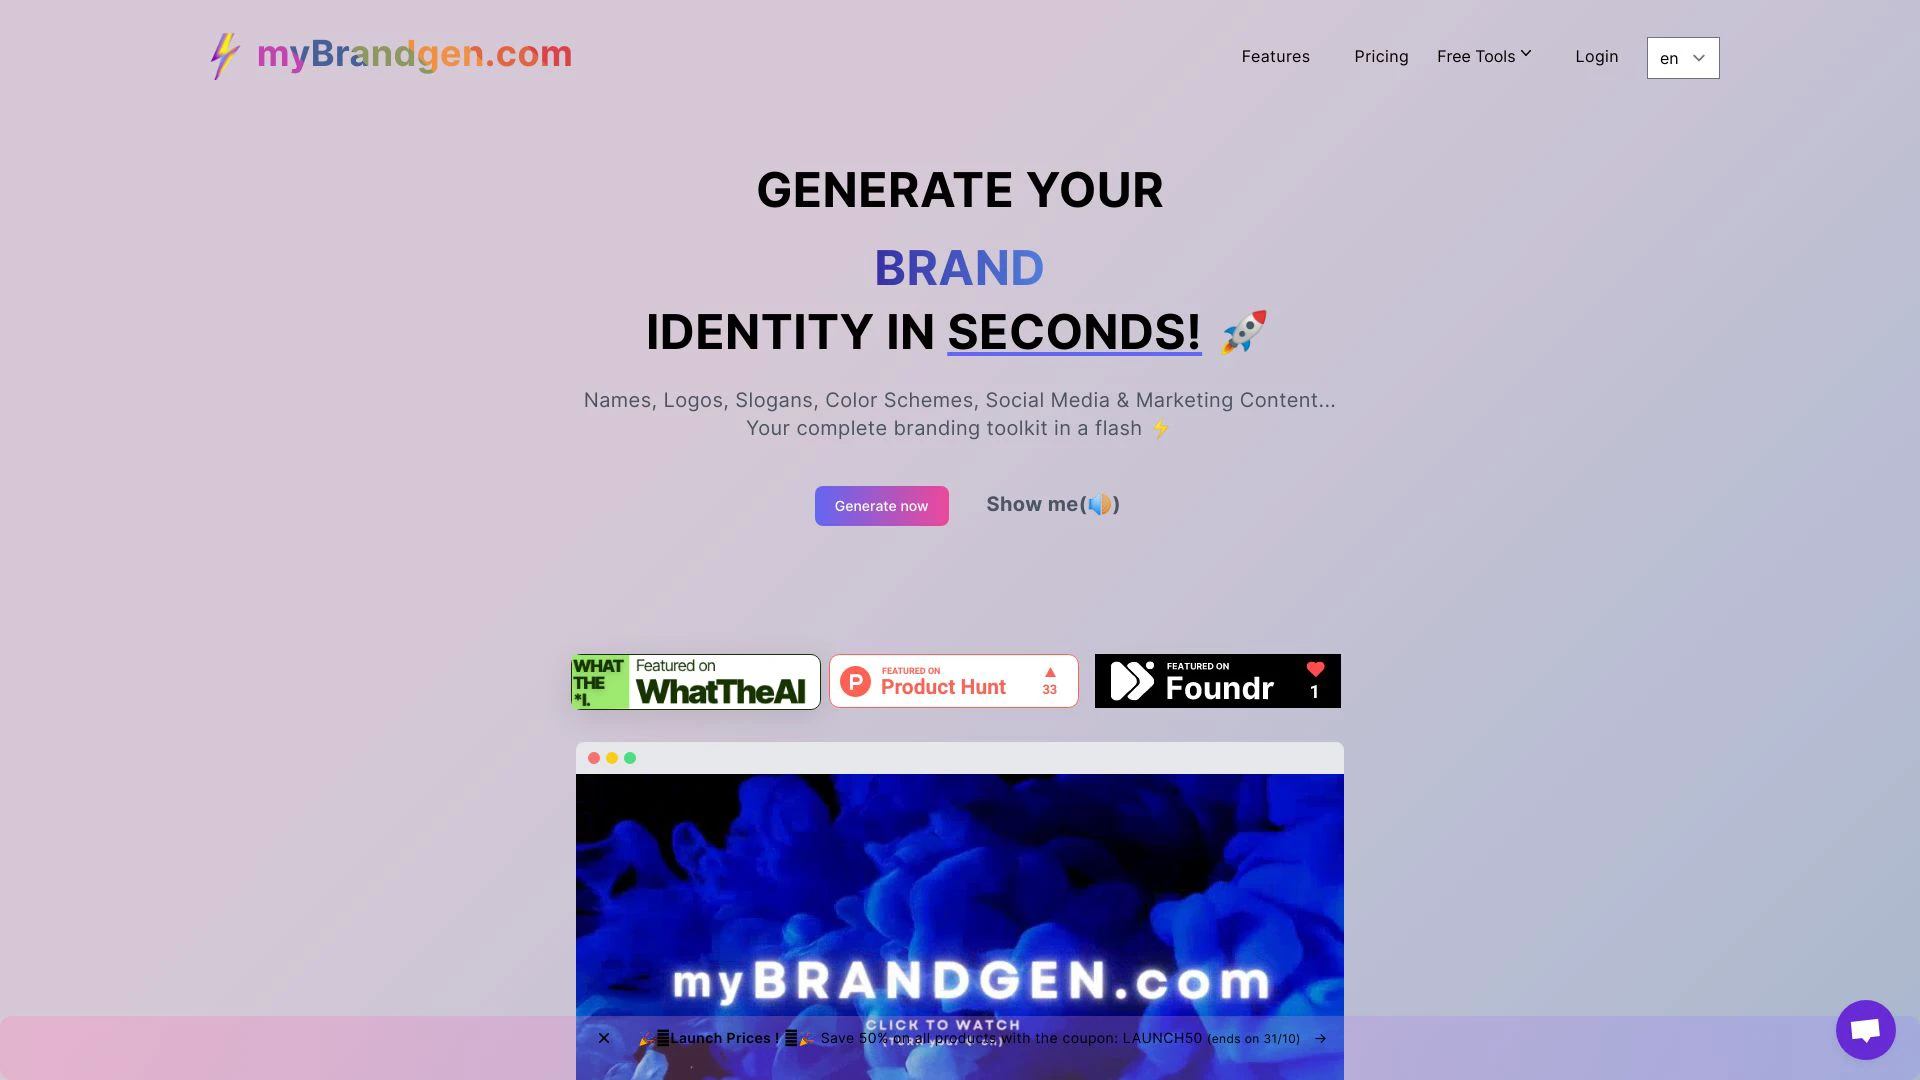 ⚡ myBrandgen.com
Features Pricing Free Tools Login en
GENERATE YOUR
BRAND
IDENTITY IN SECONDS! 🚀
Names, Logos, Slogans, Color Schemes, Social Media & Marketing Content...
Your complete branding toolkit in a flash ⚡
Generate now Show me(🔊)
WHAT
THE
*I.
Featured on
WhatTheAI
FEATURED ON
Product Hunt
33
FEATURED ON
Foundr
1
myBRANDGEN.com
CLICK TO WATCH
🎉Launch Prices ! 🎉 Save 50% on all products with the coupon: LAUNCH50 (ends on 31/10) →